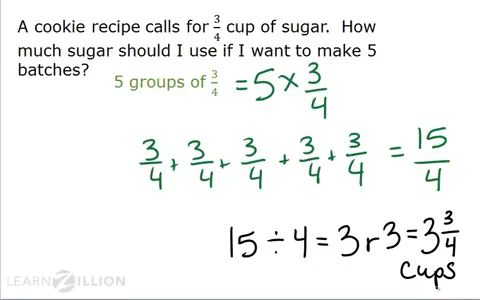 A cookie recipe calls for 3/4 cup of sugar. How
much sugar should I use if I want to make 5
batches?
5 groups of 3/4 = 5 × 3/4
3/4 + 3/4 + 3/4 + 3/4 + 3/4 = 15/4
15 ÷ 4 = 3 r 3 = 3 3/4
cups
LEARNZILLION